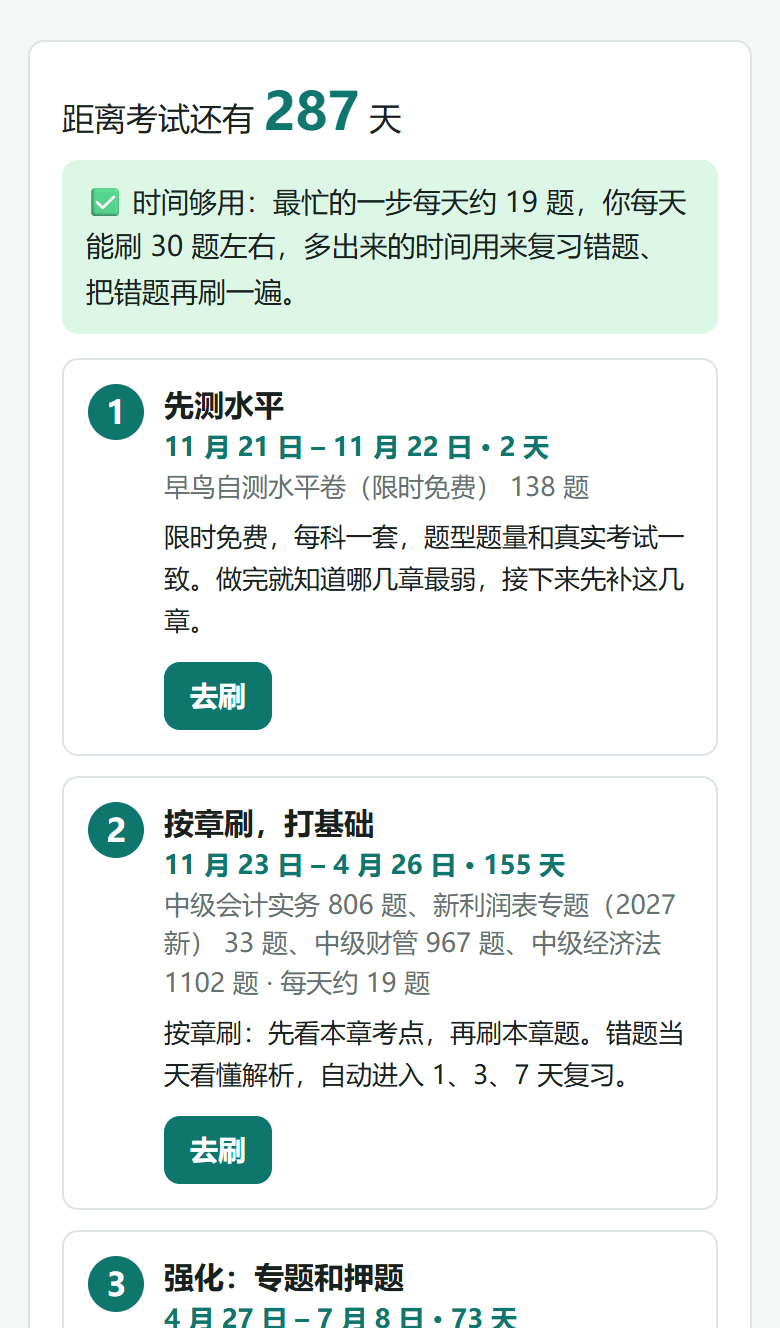 距离考试还有 287 天
✅ 时间够用：最忙的一步每天约 19 题，你每天
能刷 30 题左右，多出来的时间用来复习错题、
把错题再刷一遍。
1
先测水平
11 月 21 日 – 11 月 22 日 • 2 天
早鸟自测水平卷（限时免费） 138 题
限时免费，每科一套，题型题量和真实考试一
致。做完就知道哪几章最弱，接下来先补这几
章。
去刷
2
按章刷，打基础
11 月 23 日 – 4 月 26 日 • 155 天
中级会计实务 806 题、新利润表专题（2027
新） 33 题、中级财管 967 题、中级经济法
1102 题 · 每天约 19 题
按章刷：先看本章考点，再刷本章题。错题当
天看懂解析，自动进入 1、3、7 天复习。
去刷
3
强化：专题和押题
4 月 27 日 – 7 月 8 日 • 73 天